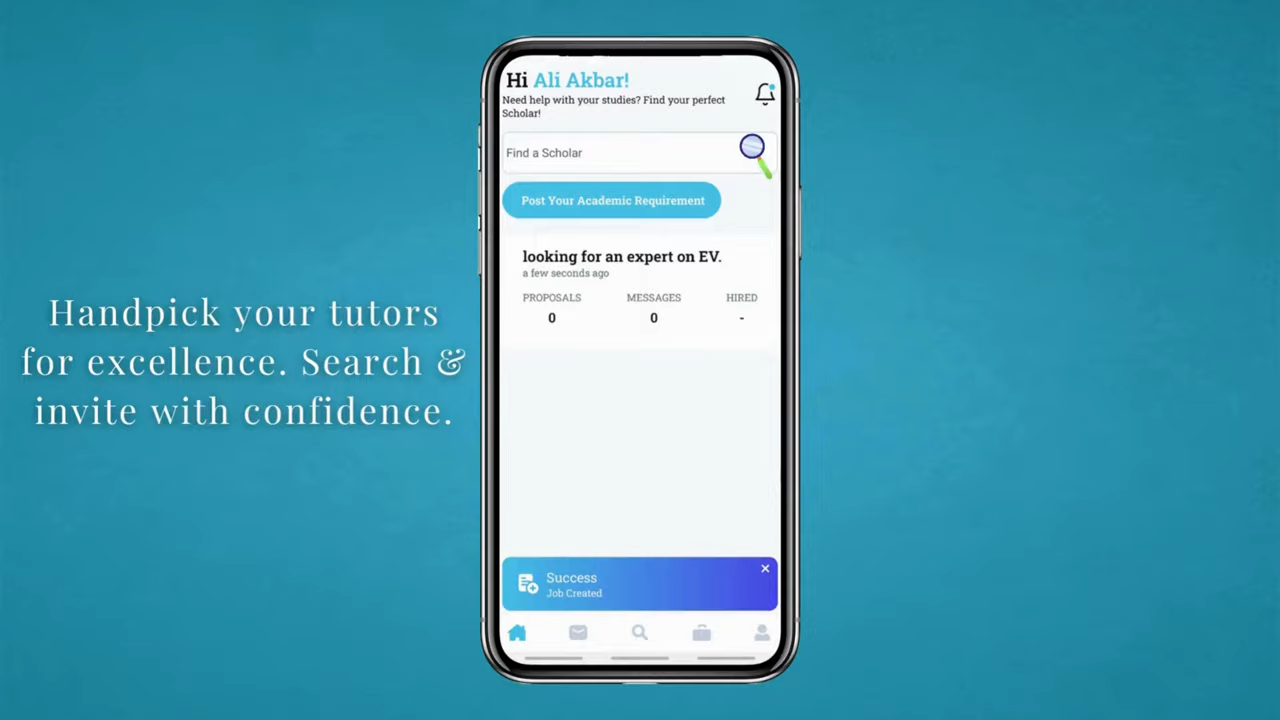 Handpick your tutors
for excellence. Search &
invite with confidence.
Hi Ali Akbar!
Need help with your studies? Find your perfect
Scholar!
Find a Scholar
Post Your Academic Requirement
looking for an expert on EV.
a few seconds ago
PROPOSALS MESSAGES HIRED
0 0 -
Success
Job Created